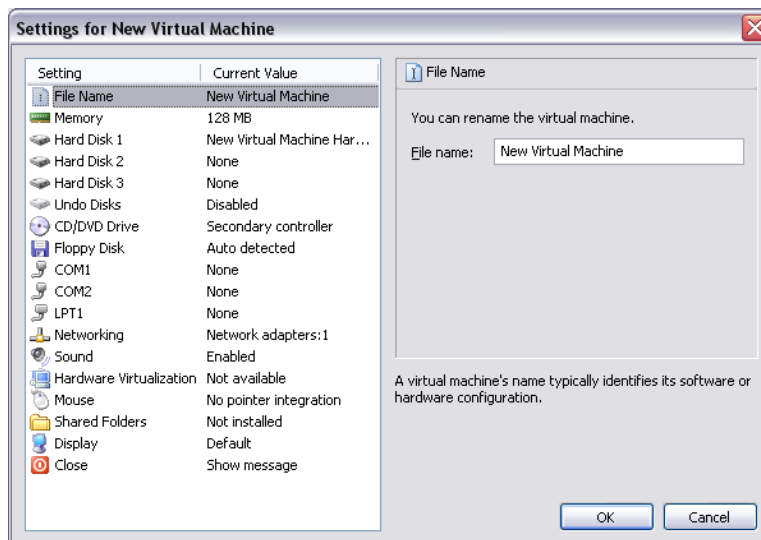 Settings for New Virtual Machine
Setting Current Value
File Name New Virtual Machine
Memory 128 MB
Hard Disk 1 New Virtual Machine Har...
Hard Disk 2 None
Hard Disk 3 None
Undo Disks Disabled
CD/DVD Drive Secondary controller
Floppy Disk Auto detected
COM1 None
COM2 None
LPT1 None
Networking Network adapters:1
Sound Enabled
Hardware Virtualization Not available
Mouse No pointer integration
Shared Folders Not installed
Display Default
Close Show message
File Name
You can rename the virtual machine.
File name: New Virtual Machine
A virtual machine's name typically identifies its software or
hardware configuration.
OK Cancel